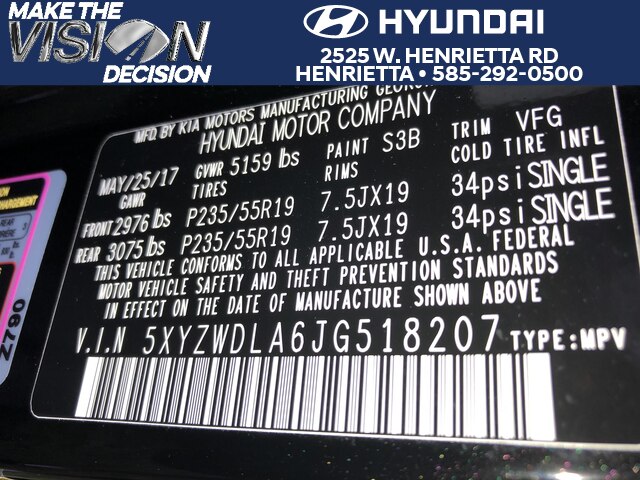 MAKE THE
VISION
DECISION
HYUNDAI
2525 W. HENRIETTA RD
HENRIETTA • 585-292-0500
MFD BY KIA MOTORS MANUFACTURING
HYUNDAI MOTOR COMPANY
MAY/25/17 GVWR 5159 lbs PAINT S3B TRIM VFG
GAWR TIRES RIMS COLD TIRE INFL
FRONT 2976 lbs P235/55R19 7.5JX19 34psi SINGLE
REAR 3075 lbs P235/55R19 7.5JX19 34psi SINGLE
THIS VEHICLE CONFORMS TO ALL APPLICABLE U.S.A. FEDERAL
MOTOR VEHICLE SAFETY AND THEFT PREVENTION STANDARDS
IN EFFECT ON THE DATE OF MANUFACTURE SHOWN ABOVE
V.I.N 5XYZWDLA6JG518207 TYPE:MPV
Z790